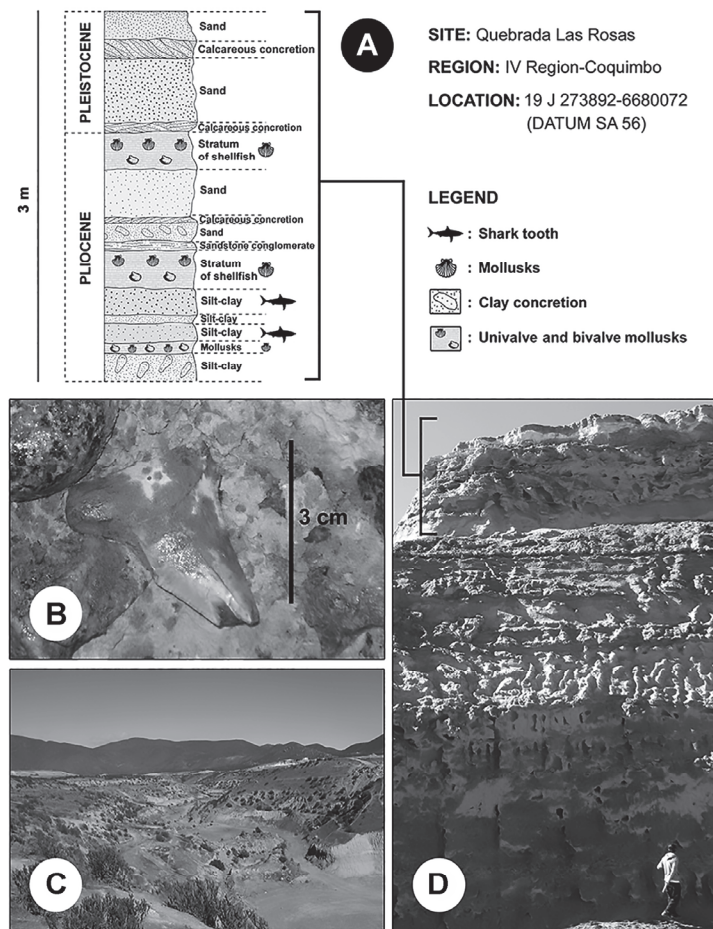 A
SITE: Quebrada Las Rosas
REGION: IV Region-Coquimbo
LOCATION: 19 J 273892-6680072
(DATUM SA 56)
3 m
PLEISTOCENE
PLIOCENE
Sand
Calcareous concretion
Sand
Calcareous concretion
Stratum
of shellfish
Sand
Calcareous concretion
Sand
Sandstone conglomerate
Stratum
of shellfish
Silt-clay
Silt-clay
Silt-clay
Mollusks
Silt-clay
LEGEND
: Shark tooth
: Mollusks
: Clay concretion
: Univalve and bivalve mollusks
3 cm
B
C
D